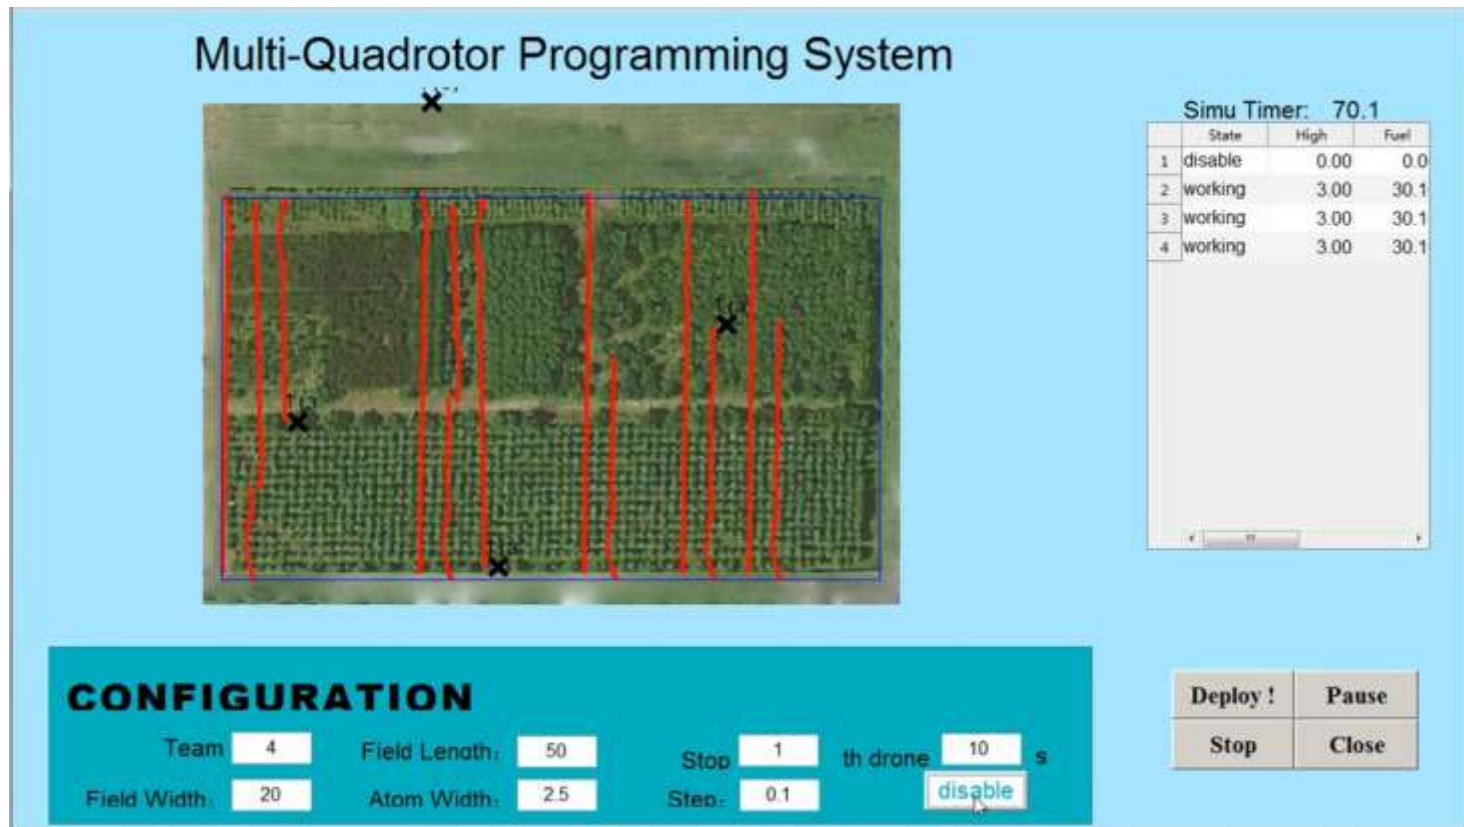 Multi-Quadrotor Programming System
Simu Timer: 70.1
State High Fuel
1 disable 0.00 0.0
2 working 3.00 30.1
3 working 3.00 30.1
4 working 3.00 30.1
CONFIGURATION
Team 4 Field Length: 50 Stop 1 th drone 10 s
Field Width: 20 Atom Width: 2.5 Step: 0.1 disable
Deploy ! Pause
Stop Close